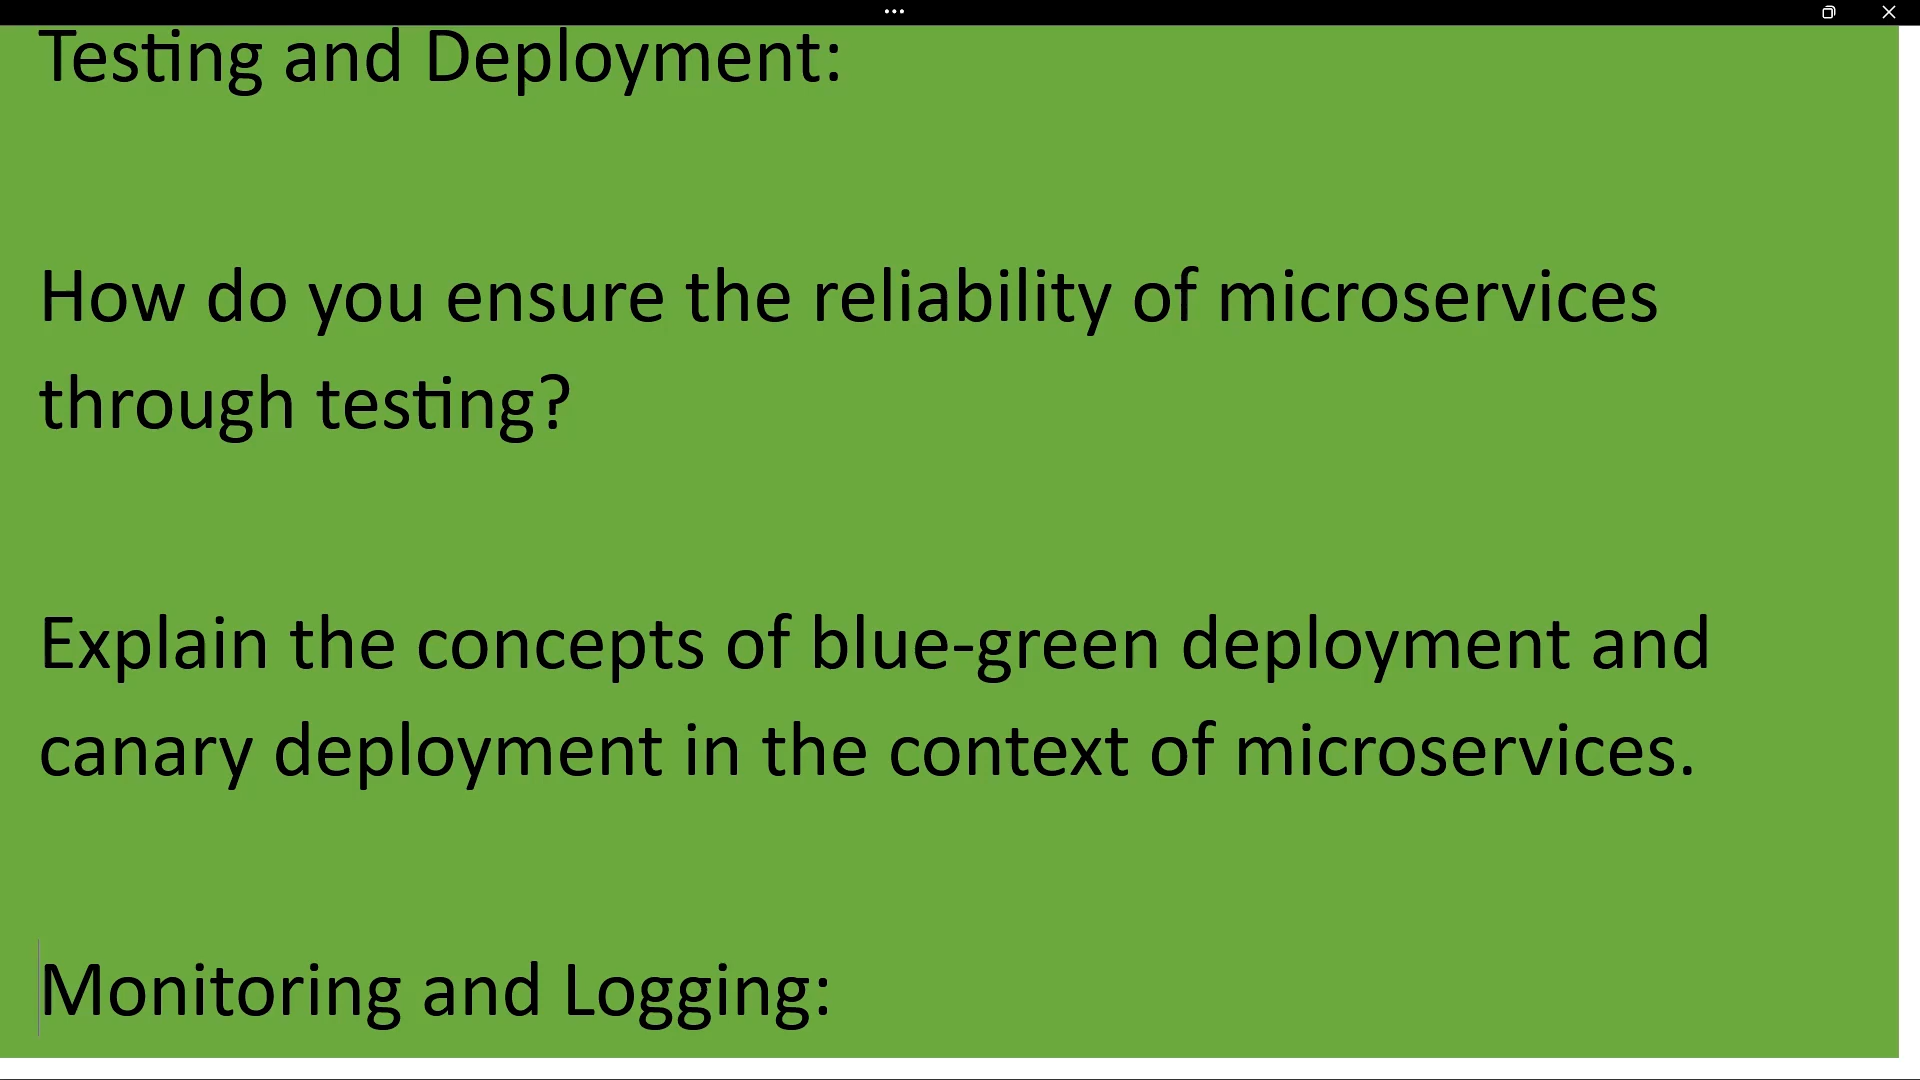 Testing and Deployment:
How do you ensure the reliability of microservices
through testing?
Explain the concepts of blue-green deployment and
canary deployment in the context of microservices.
Monitoring and Logging: